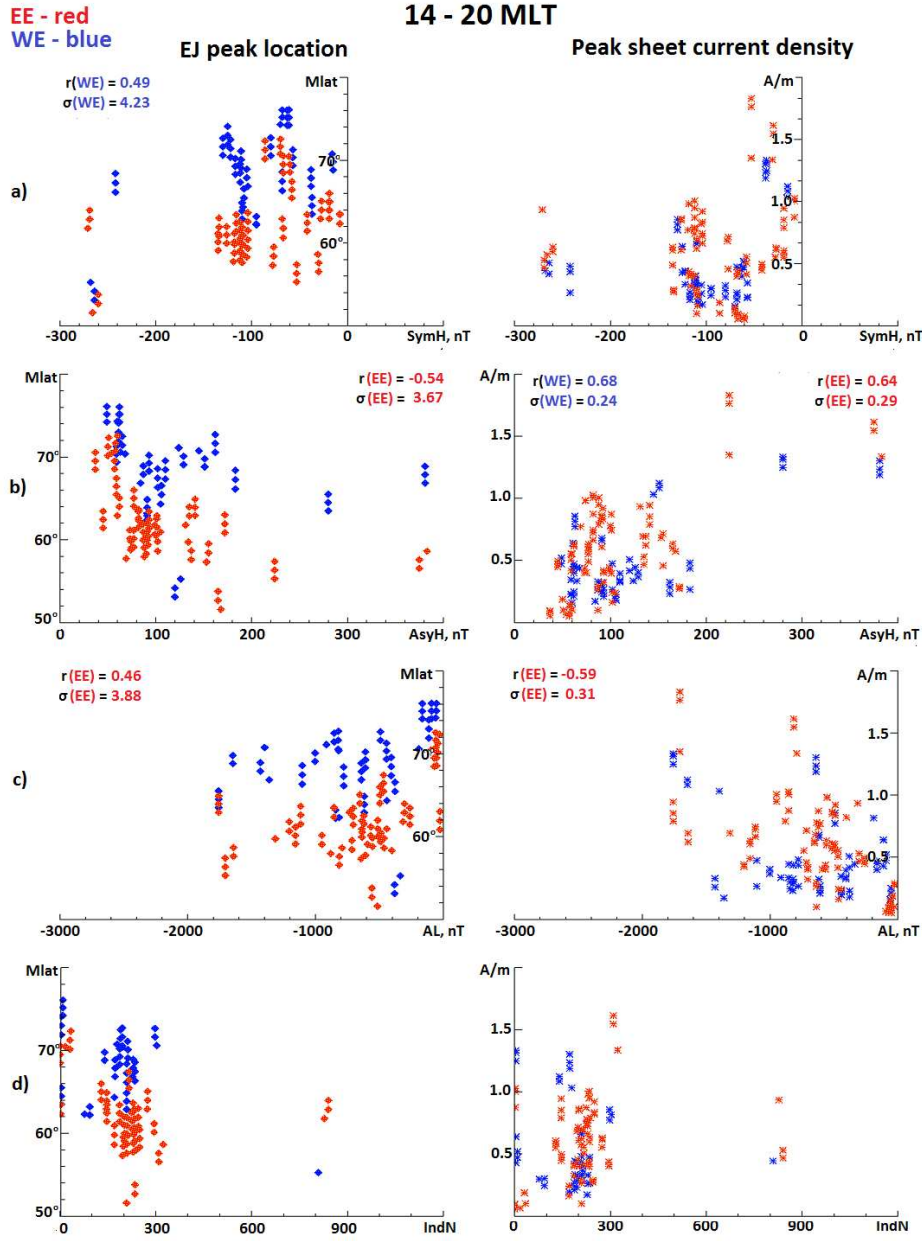 EE - red
WE - blue
14 - 20 MLT
EJ peak location
Peak sheet current density
a)
r(WE) = 0.49
σ(WE) = 4.23
Mlat
70°
60°
-300 -200 -100 0
SymH, nT
A/m
1.5
1.0
0.5
-300 -200 -100 0
SymH, nT
b)
Mlat
r(EE) = -0.54
σ(EE) = 3.67
70°
60°
50°
0 100 200 300
AsyH, nT
A/m
r(WE) = 0.68
σ(WE) = 0.24
r(EE) = 0.64
σ(EE) = 0.29
1.5
1.0
0.5
0 100 200 300
AsyH, nT
c)
r(EE) = 0.46
σ(EE) = 3.88
Mlat
70°
60°
-3000 -2000 -1000 AL, nT
r(EE) = -0.59
σ(EE) = 0.31
A/m
1.5
1.0
0.5
-3000 -2000 -1000 AL, nT
d)
Mlat
70°
60°
50°
0 300 600 900 IndN
A/m
1.5
1.0
0.5
0 300 600 900 IndN